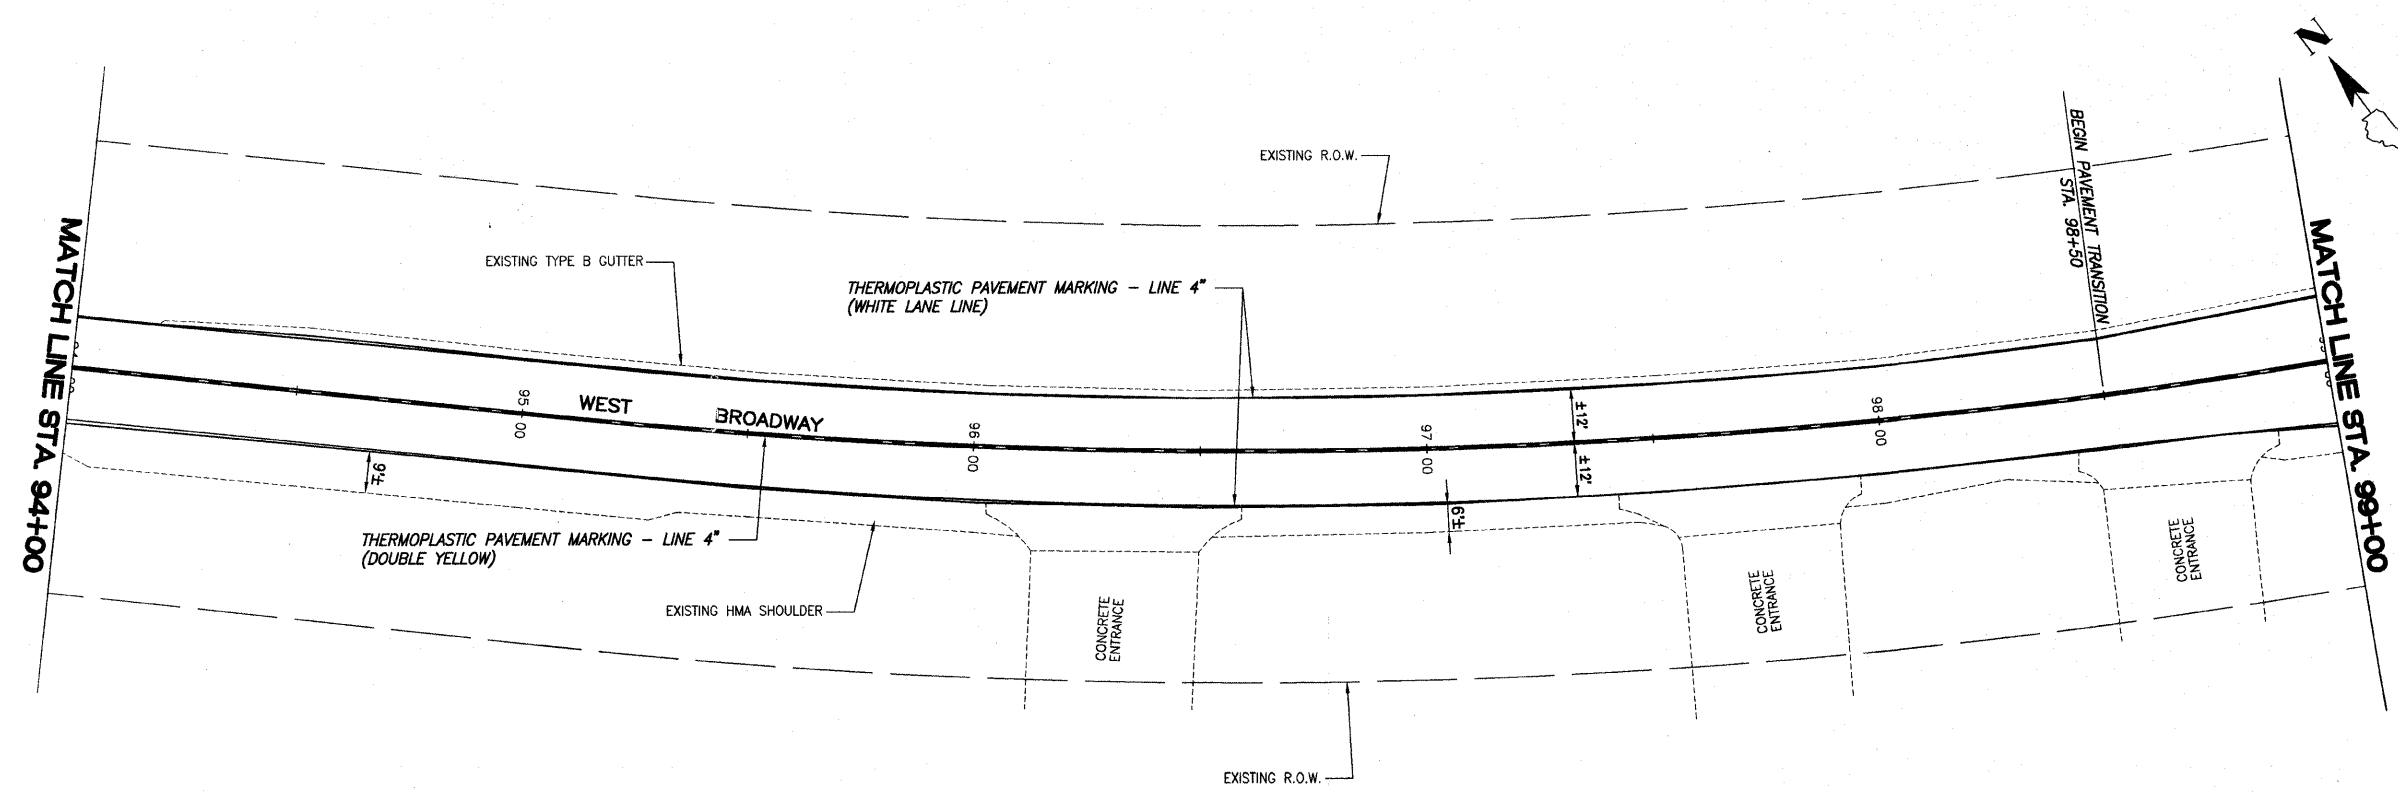 N
EXISTING R.O.W.
BEGIN PAVEMENT TRANSITION
STA. 98+50
MATCH LINE STA. 94+00
MATCH LINE STA. 99+00
EXISTING TYPE B GUTTER
THERMOPLASTIC PAVEMENT MARKING - LINE 4"
(WHITE LANE LINE)
95+00
WEST BROADWAY
96+00
97+00
±12'
±12'
98+00
9'±
6'±
THERMOPLASTIC PAVEMENT MARKING - LINE 4"
(DOUBLE YELLOW)
EXISTING HMA SHOULDER
CONCRETE
ENTRANCE
CONCRETE
ENTRANCE
CONCRETE
ENTRANCE
EXISTING R.O.W.